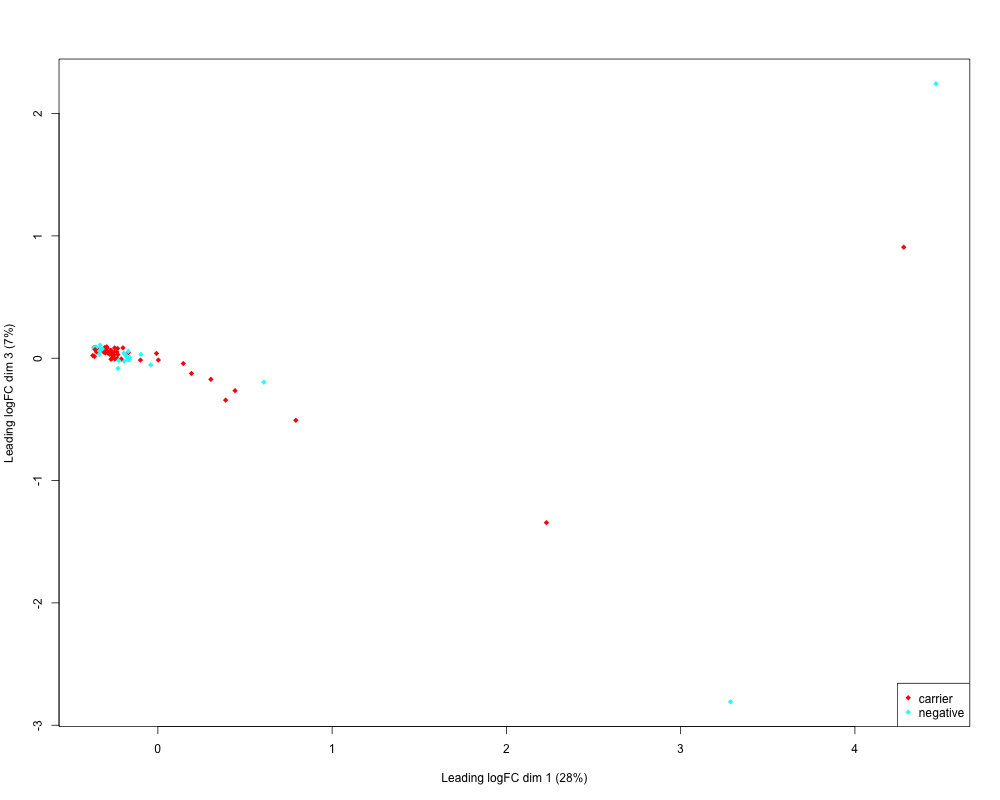 2
1
0
-1
-2
-3
Leading logFC dim 3 (7%)
carrier
negative
0 1 2 3 4
Leading logFC dim 1 (28%)